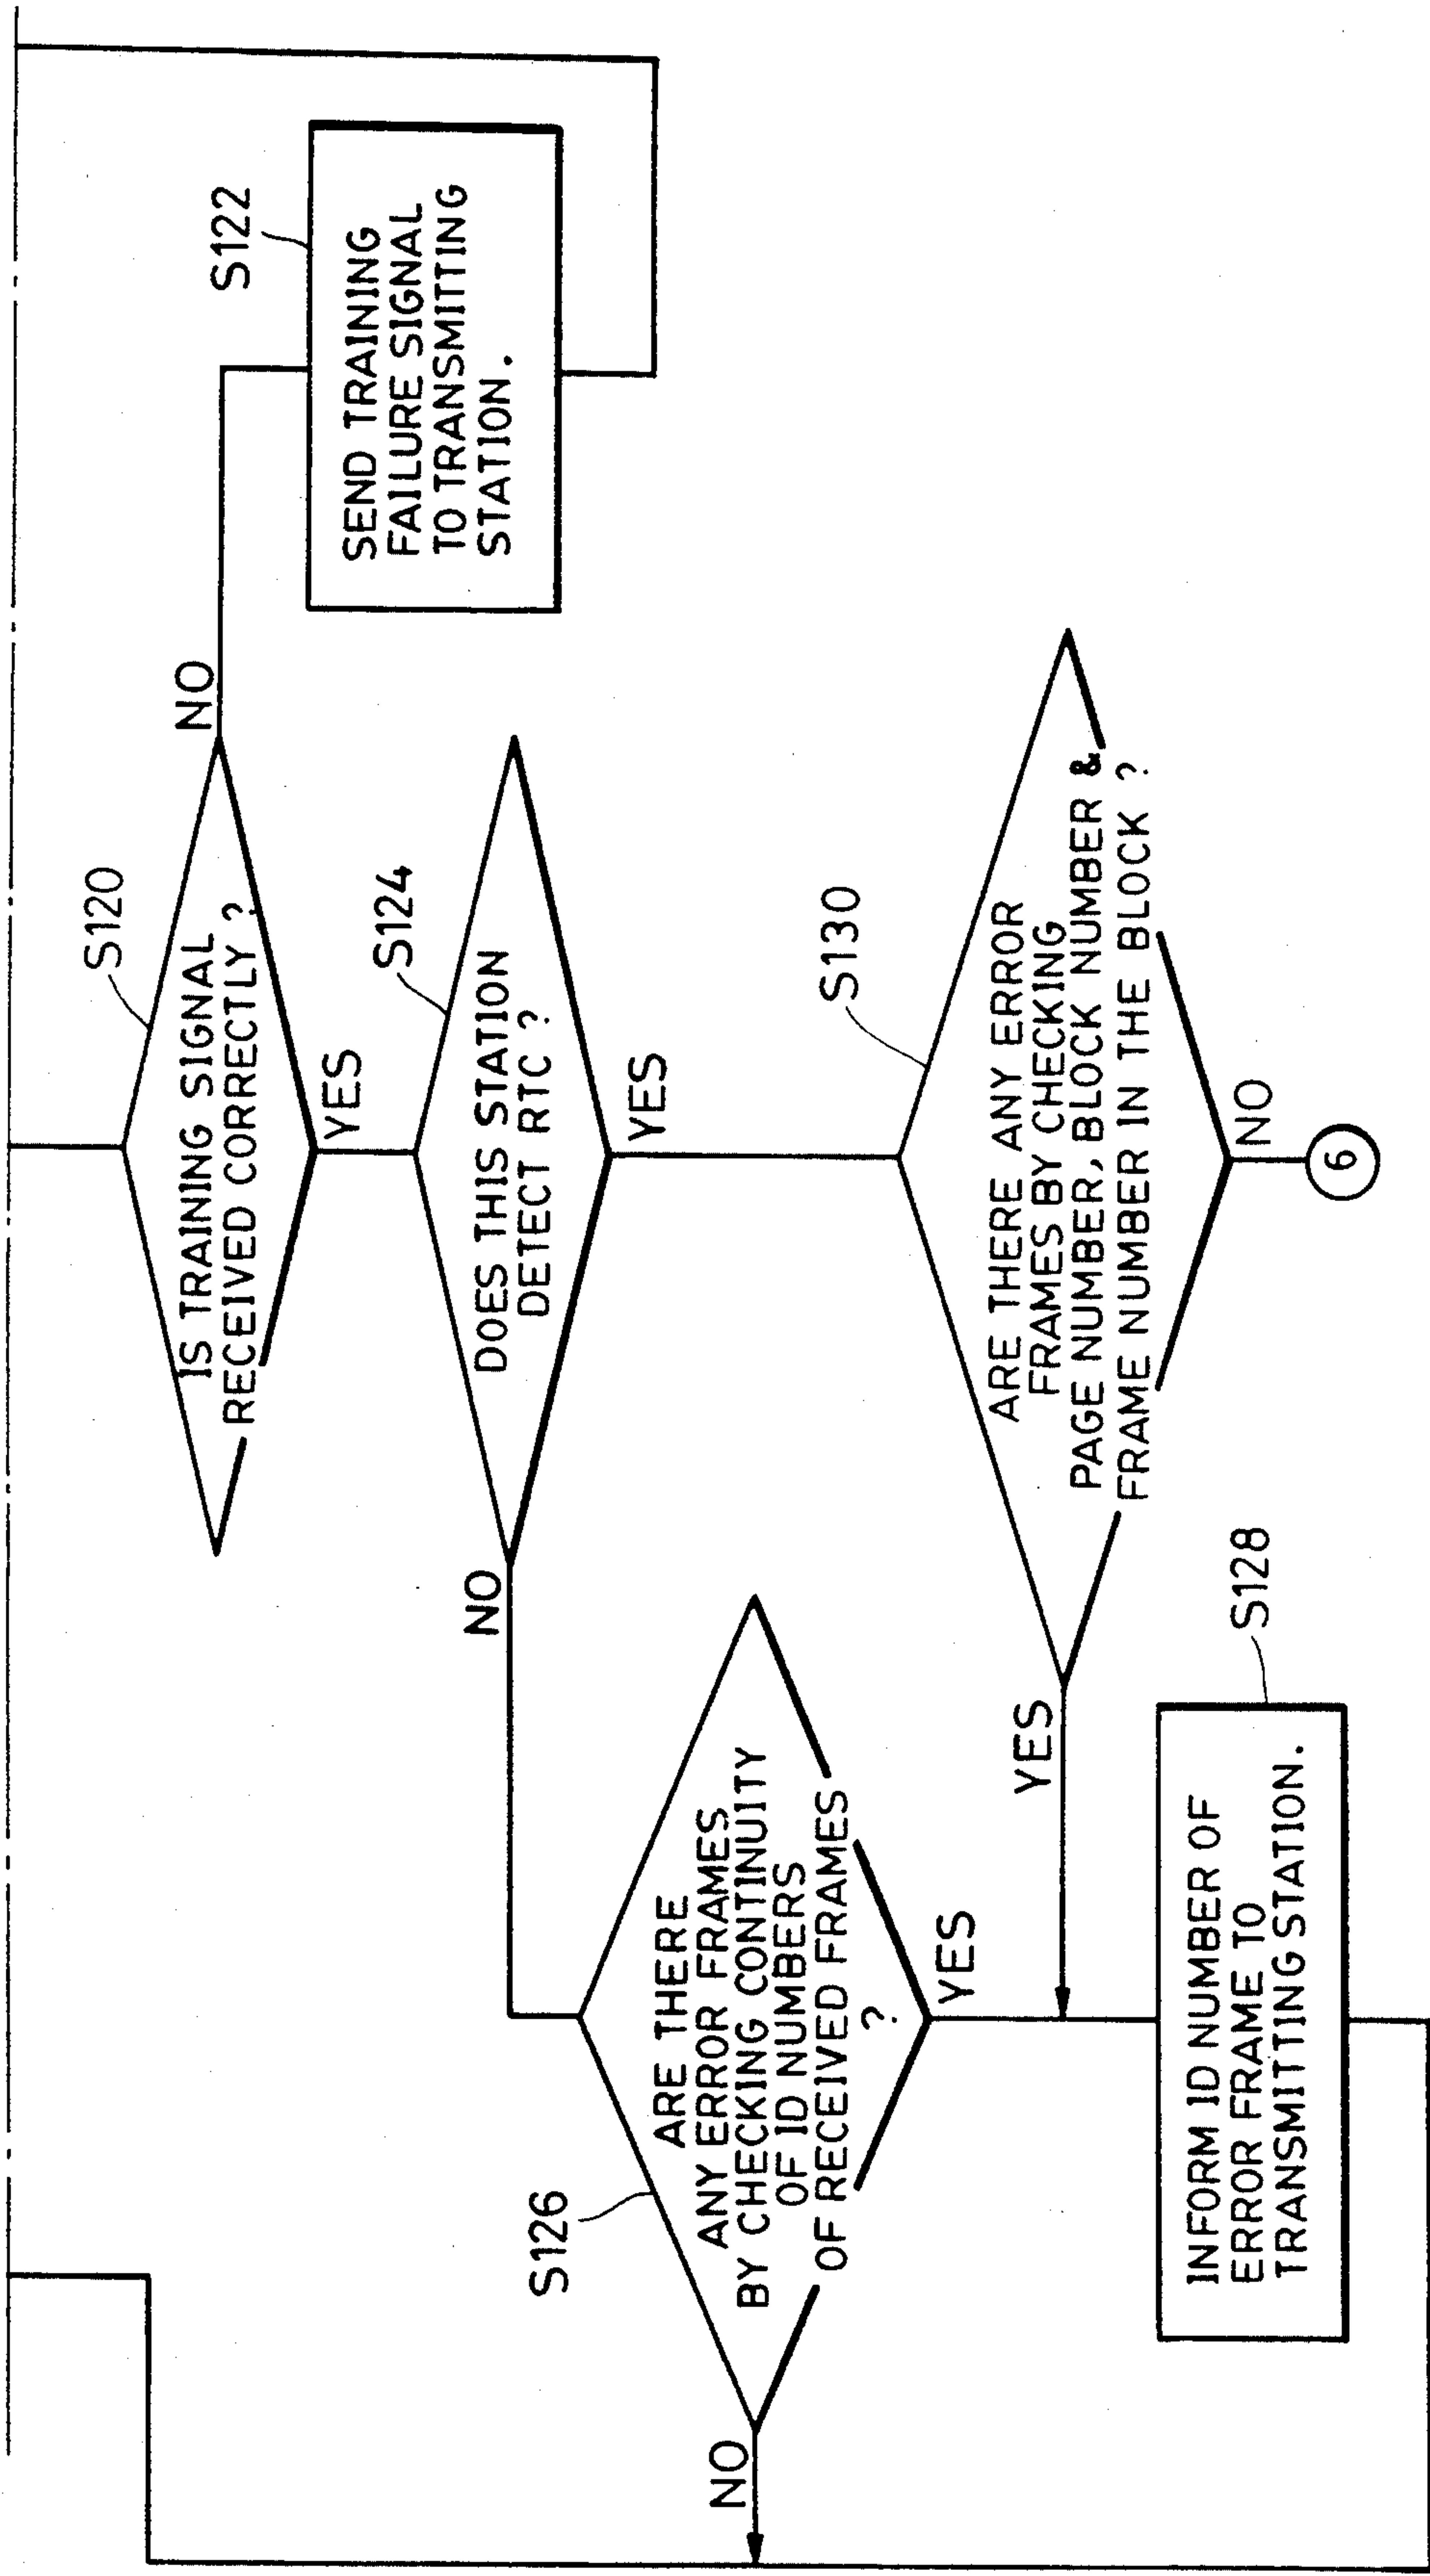 S120
IS TRAINING SIGNAL
RECEIVED CORRECTLY ?
NO
YES
S122
SEND TRAINING
FAILURE SIGNAL
TO TRANSMITTING
STATION.
S124
DOES THIS STATION
DETECT RTC ?
NO
YES
S126
ARE THERE
ANY ERROR FRAMES
BY CHECKING CONTINUITY
OF ID NUMBERS
OF RECEIVED FRAMES
?
NO
YES
S130
ARE THERE ANY ERROR
FRAMES BY CHECKING
PAGE NUMBER, BLOCK NUMBER &
FRAME NUMBER IN THE BLOCK ?
YES
NO
6
S128
INFORM ID NUMBER OF
ERROR FRAME TO
TRANSMITTING STATION.